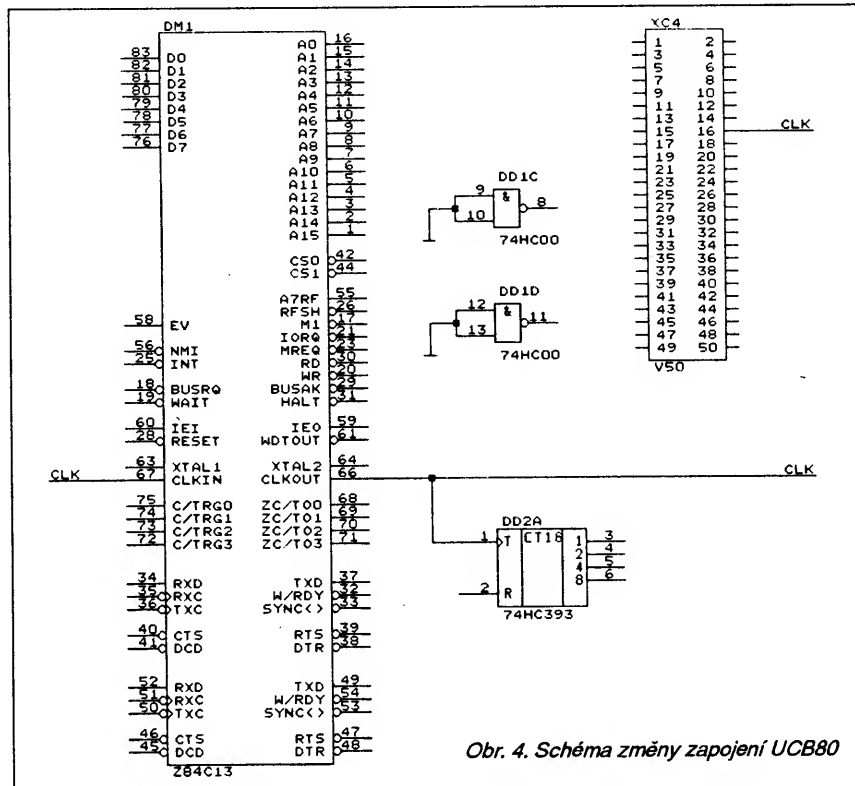 DM1
83 D0
82 D1
81 D2
80 D3
79 D4
78 D5
77 D6
76 D7
58 EV
56 NMI
25 INT
18 BUSRQ
19 WAIT
60 IEI
28 RESET
63 XTAL1
CLK 67 CLKIN
75 C/TRG0
74 C/TRG1
73 C/TRG2
72 C/TRG3
34 RXD
35 RXC
36 TXC
40 CTS
41 DCD
52 RXD
51 RXC
50 TXC
46 CTS
45 DCD
A0 16
A1 15
A2 14
A3 13
A4 12
A5 11
A6 10
A7 9
A8 8
A9 7
A10 6
A11 5
A12 4
A13 3
A14 2
A15 1
CS0 42
CS1 44
A7RF 55
RFSH 26
M1 17
IORQ 21
MREQ 23
RD 30
WR 20
BUSAK 29
HALT 31
IEO 59
WDTOUT 61
XTAL2 64
CLKOUT 66 CLK
ZC/TO0 68
ZC/TO1 69
ZC/TO2 70
ZC/TO3 71
TXD 37
W/RDY 32
SYNC<> 33
RTS 39
DTR 38
TXD 49
W/RDY 54
SYNC<> 53
RTS 47
DTR 48
Z84C13
DD1C
9 & 8
10
74HC00
DD1D
12 & 11
13
74HC00
XC4
1 2
3 4
5 6
7 8
9 10
11 12
13 14
15 16 CLK
17 18
19 20
21 22
23 24
25 26
27 28
29 30
31 32
33 34
35 36
37 38
39 40
41 42
43 44
45 46
47 48
49 50
V50
DD2A
1 T CT16 1 3
2 4
4 5
8 6
2 R
74HC393
Obr. 4. Schéma změny zapojení UCB80